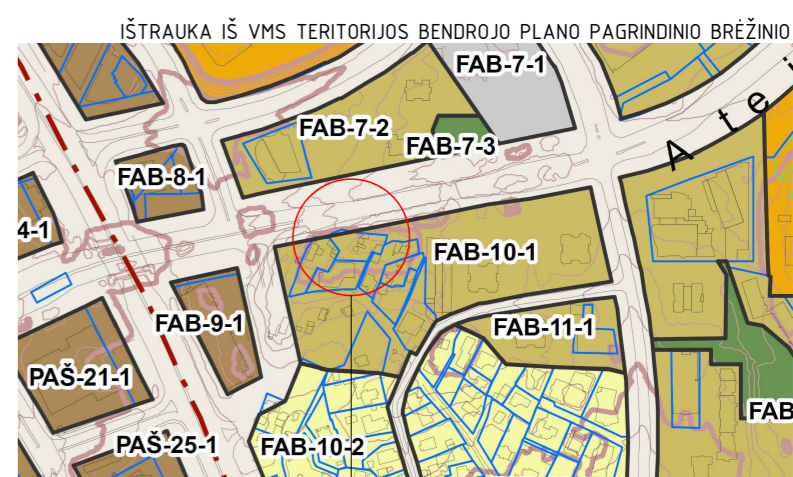 IŠTRAUKA IŠ VMS TERITORIJOS BENDROJO PLANO PAGRINDINIO BRĖŽINIO
FAB-7-1
FAB-7-2
FAB-7-3
A t e i
FAB-8-1
4-1
FAB-10-1
FAB-9-1
FAB-11-1
PAŠ-21-1
FAB
PAŠ-25-1
FAB-10-2